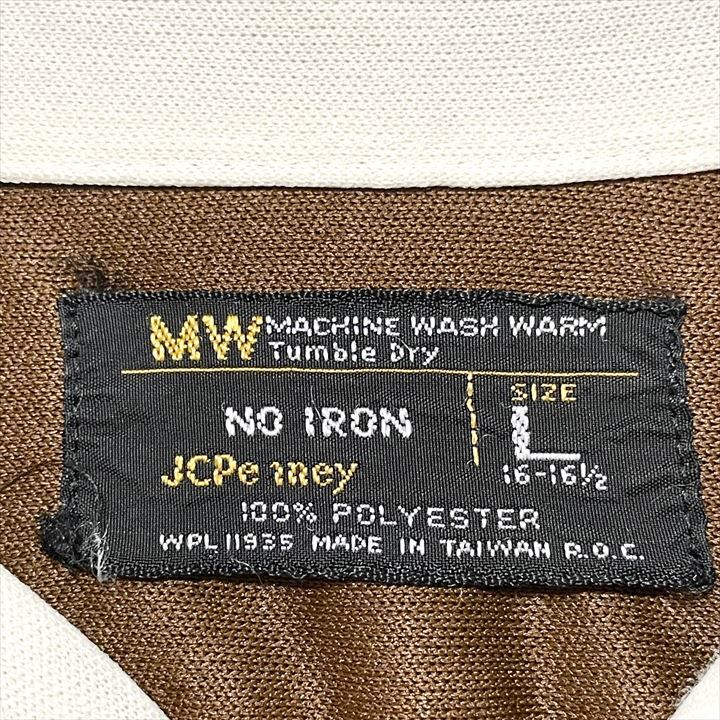 MW MACHINE WASH WARM
Tumble Dry
NO IRON
JCPenney
SIZE
L
16-16½
100% POLYESTER
WPL 11935 MADE IN TAIWAN R.O.C.